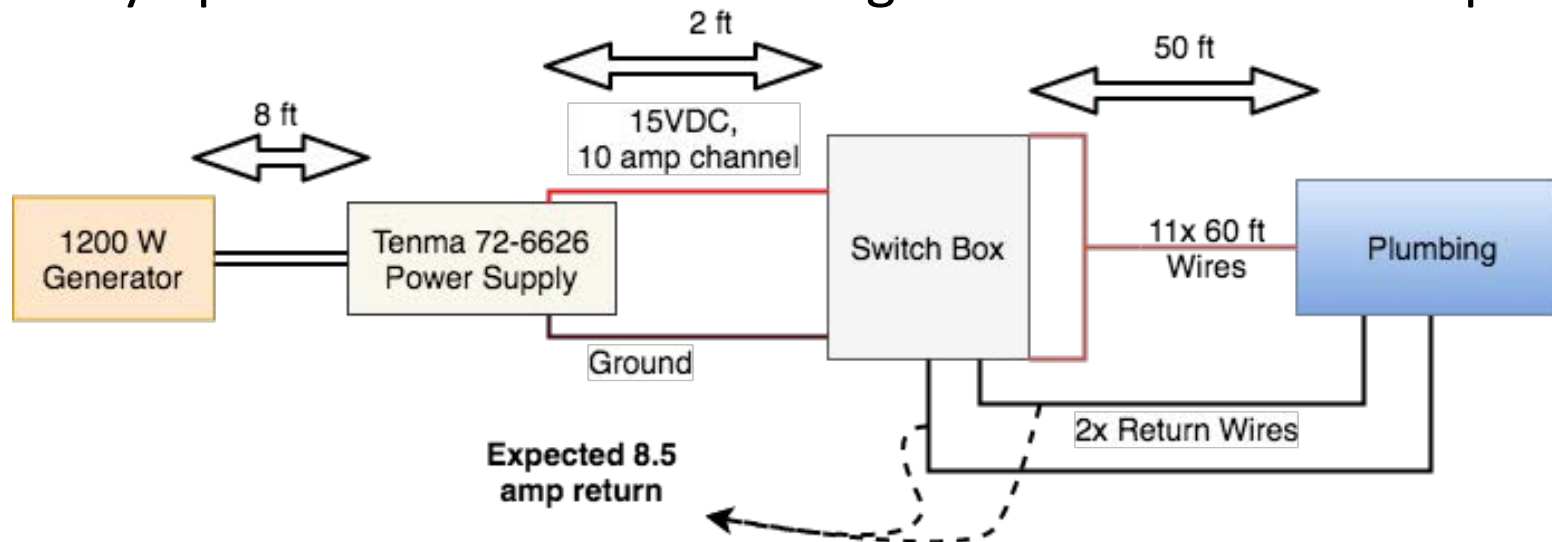 2 ft
50 ft
8 ft
15VDC,
10 amp channel
1200 W
Generator
Tenma 72-6626
Power Supply
Switch Box
11x 60 ft
Wires
Plumbing
Ground
2x Return Wires
Expected 8.5
amp return